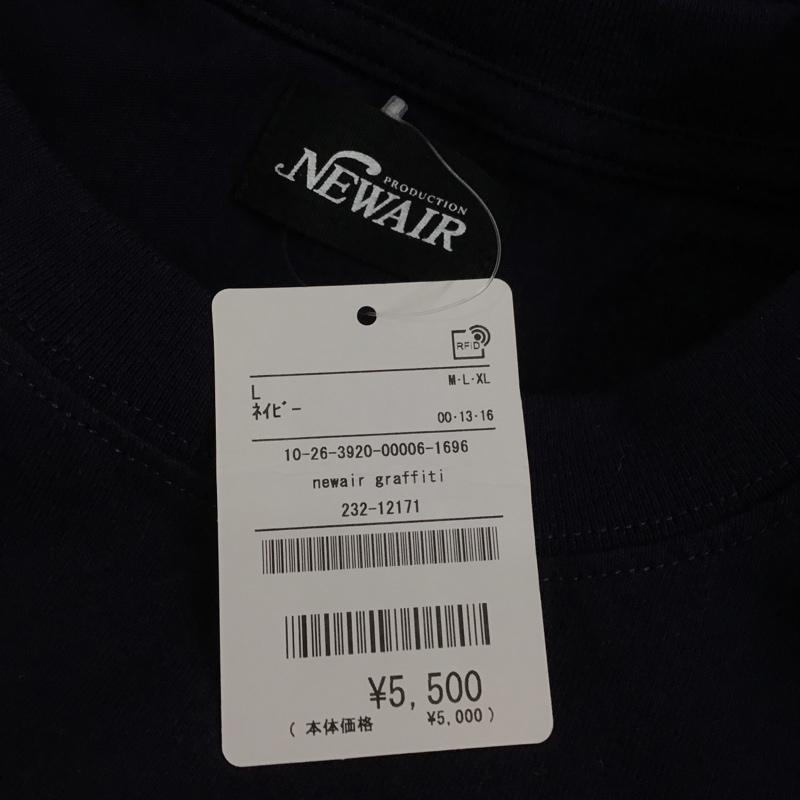 PRODUCTION
NEWAIR
RFID
L
M·L·XL
ネイビー
00·13·16
10-26-3920-00006-1696
newair graffiti
232-12171
¥5,500
( 本体価格 ¥5,000 )